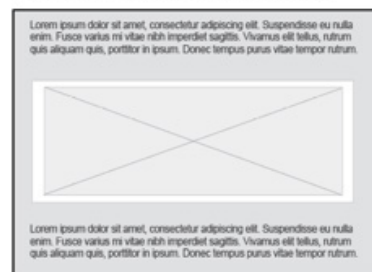 Lorem ipsum dolor sit amet, consectetur adipiscing elit. Suspendisse eu nulla
enim. Fusce varius mi vitae nibh imperdiet sagittis. Vivamus elit tellus, rutrum
quis aliquam quis, porttitor in ipsum. Donec tempus purus vitae tempor rutrum.
Lorem ipsum dolor sit amet, consectetur adipiscing elit. Suspendisse eu nulla
enim. Fusce varius mi vitae nibh imperdiet sagittis. Vivamus elit tellus, rutrum
quis aliquam quis, porttitor in ipsum. Donec tempus purus vitae tempor rutrum.